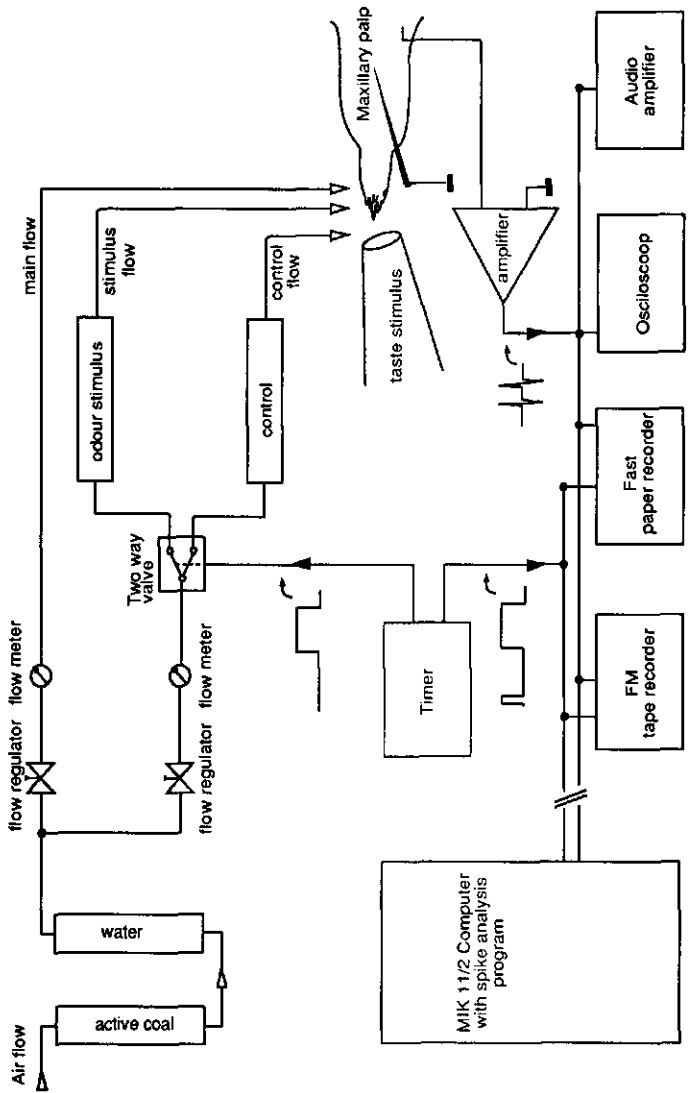 Air flow
active coal
water
flow regulator
flow meter
flow regulator
flow meter
Two way
valve
odour stimulus
control
main flow
stimulus
flow
control
flow
taste stimulus
Maxillary palp
amplifier
Timer
MIK 11/2 Computer
with spike analysis
program
FM
tape recorder
Fast
paper recorder
Osciloscoop
Audio
amplifier